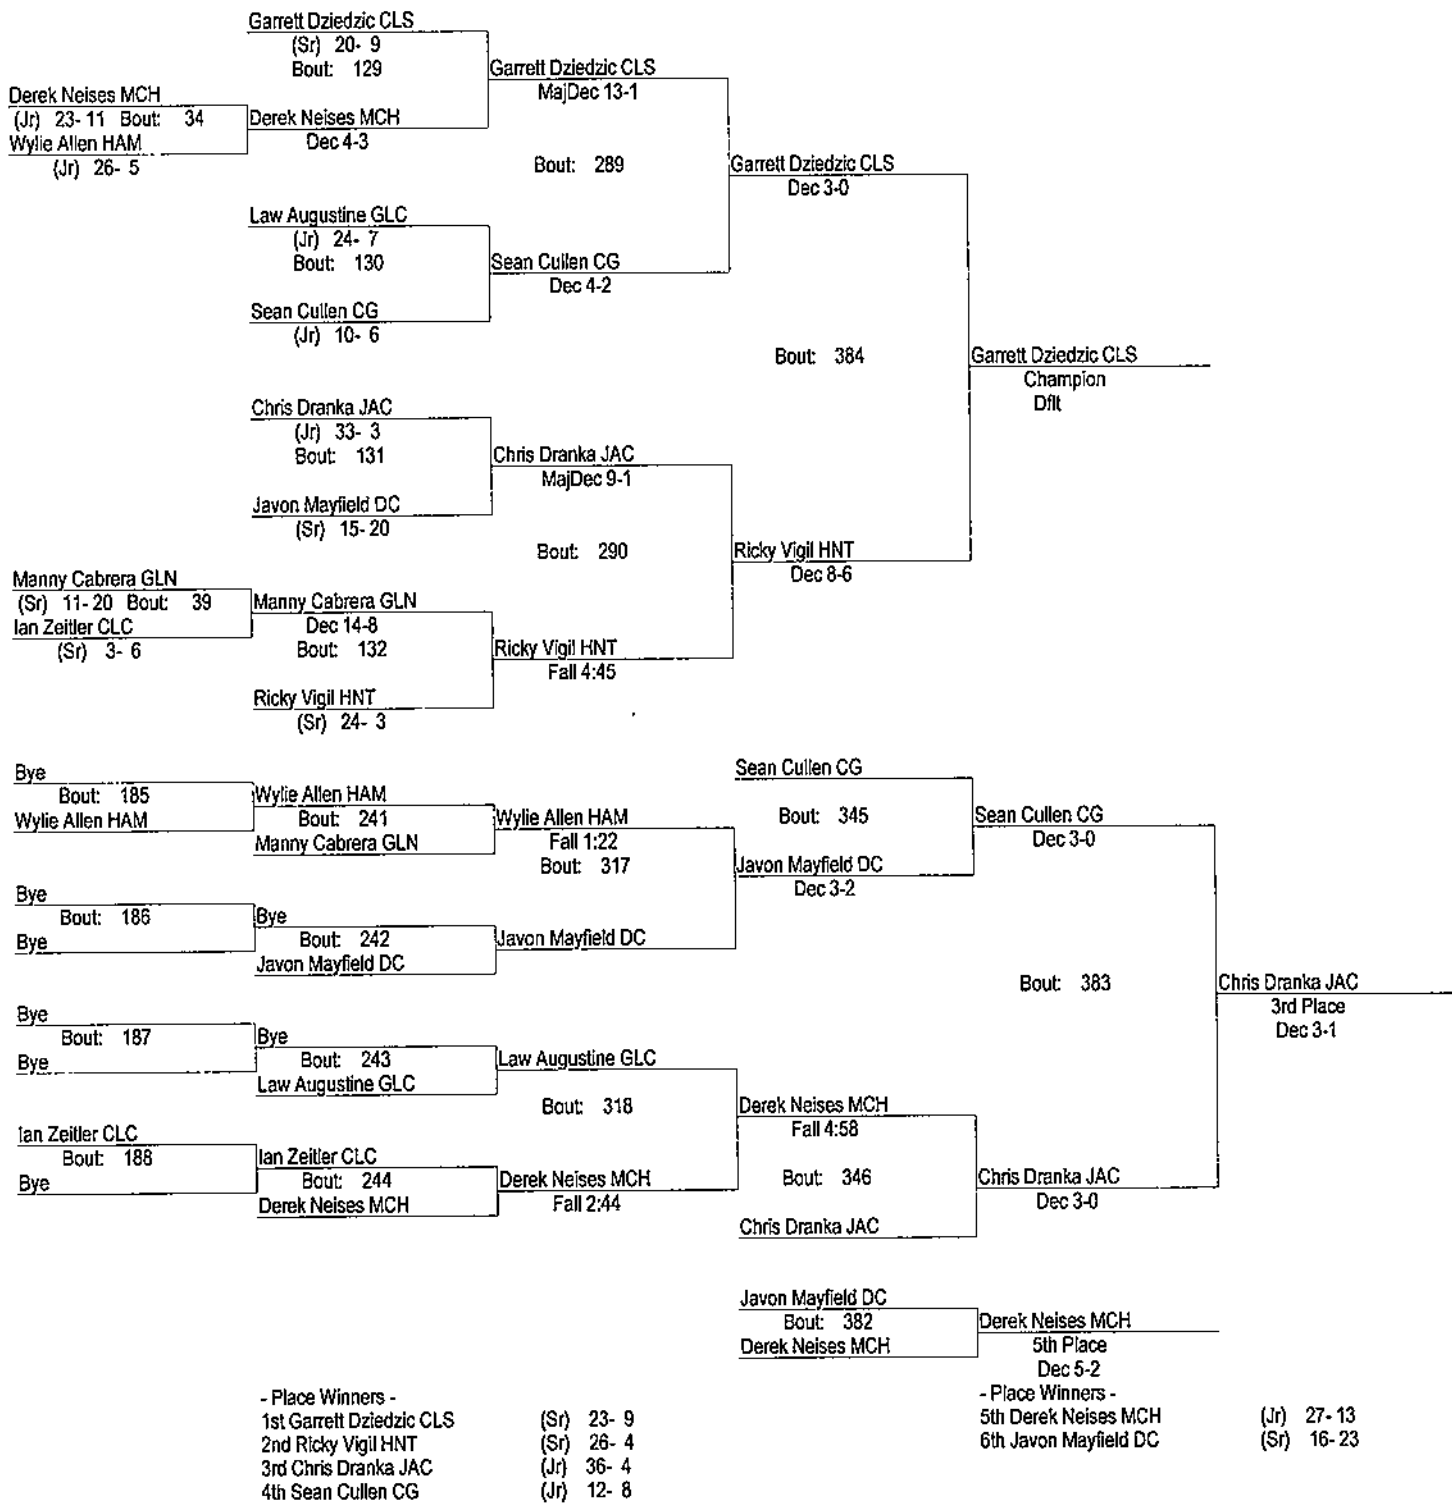 Garrett Dziedzic CLS
(Sr) 20- 9
Bout: 129
Garrett Dziedzic CLS
MajDec 13-1
Derek Neises MCH
(Jr) 23- 11 Bout: 34
Derek Neises MCH
Dec 4-3
Wylie Allen HAM
(Jr) 26- 5
Bout: 289
Garrett Dziedzic CLS
Dec 3-0
Law Augustine GLC
(Jr) 24- 7
Bout: 130
Sean Cullen CG
Dec 4-2
Sean Cullen CG
(Jr) 10- 6
Bout: 384
Garrett Dziedzic CLS
Champion
Dflt
Chris Dranka JAC
(Jr) 33- 3
Bout: 131
Chris Dranka JAC
MajDec 9-1
Javon Mayfield DC
(Sr) 15- 20
Bout: 290
Ricky Vigil HNT
Dec 8-6
Manny Cabrera GLN
(Sr) 11- 20 Bout: 39
Manny Cabrera GLN
Dec 14-8
Ian Zeitler CLC
(Sr) 3- 6
Bout: 132
Ricky Vigil HNT
Fall 4:45
Ricky Vigil HNT
(Sr) 24- 3
Bye
Bout: 185
Wylie Allen HAM
Wylie Allen HAM
Bout: 241
Manny Cabrera GLN
Wylie Allen HAM
Fall 1:22
Bout: 317
Sean Cullen CG
Bout: 345
Sean Cullen CG
Dec 3-0
Javon Mayfield DC
Dec 3-2
Bye
Bout: 186
Bye
Bye
Bout: 242
Javon Mayfield DC
Javon Mayfield DC
Bout: 383
Chris Dranka JAC
3rd Place
Dec 3-1
Bye
Bout: 187
Bye
Bye
Bout: 243
Law Augustine GLC
Law Augustine GLC
Bout: 318
Derek Neises MCH
Fall 4:58
Ian Zeitler CLC
Bout: 188
Bye
Ian Zeitler CLC
Bout: 244
Derek Neises MCH
Derek Neises MCH
Fall 2:44
Bout: 346
Chris Dranka JAC
Dec 3-0
Chris Dranka JAC
Javon Mayfield DC
Bout: 382
Derek Neises MCH
Derek Neises MCH
5th Place
Dec 5-2
- Place Winners -
1st Garrett Dziedzic CLS (Sr) 23- 9
2nd Ricky Vigil HNT (Sr) 26- 4
3rd Chris Dranka JAC (Jr) 36- 4
4th Sean Cullen CG (Jr) 12- 8
- Place Winners -
5th Derek Neises MCH (Jr) 27- 13
6th Javon Mayfield DC (Sr) 16- 23